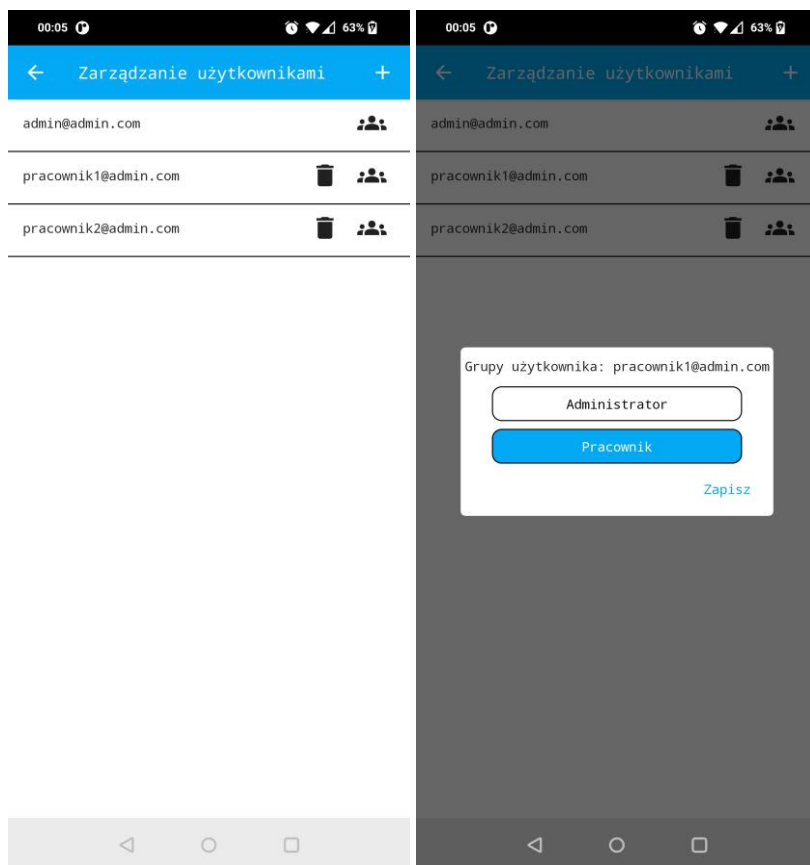 00:05 63%
Zarządzanie użytkownikami
admin@admin.com
pracownik1@admin.com
pracownik2@admin.com
00:05 63%
Zarządzanie użytkownikami
admin@admin.com
pracownik1@admin.com
pracownik2@admin.com
Grupy użytkownika: pracownik1@admin.com
Administrator
Pracownik
Zapisz